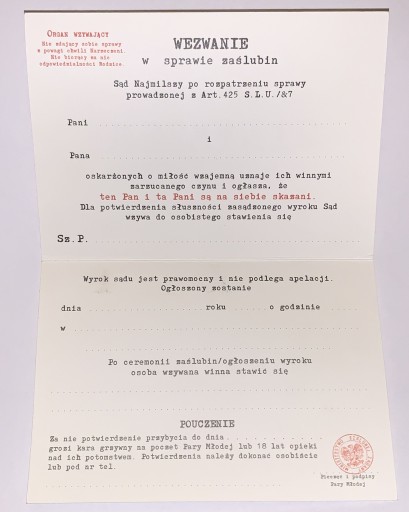 Organ wzywający
Nie zdający sobie sprawy
z powagi chwili Narzeczeni.
Nie biorący za nic
odpowiedzialności Rodzice.
WEZWANIE
w sprawie zaślubin
Sąd Najmilszy po rozpatrzeniu sprawy
prowadzonej z Art.425 S.L.U./&7
Pani
i
Pana
oskarżonych o miłość wzajemną uznaje ich winnymi
zarzucanego czynu i ogłasza, że
ten Pan i ta Pani są na siebie skazani.
Dla potwierdzenia słuszności zasądzonego wyroku Sąd
wzywa do osobistego stawienia się
Sz.P.
Wyrok sądu jest prawomocny i nie podlega apelacji.
Ogłoszony zostanie
dnia roku o godzinie
w
Po ceremonii zaślubin/ogłoszeniu wyroku
osoba wzywana winna stawić się
POUCZENIE
Za nie potwierdzenie przybycia do dnia
grozi kara grzywny na poczet Pary Młodej lub 18 lat opieki
nad ich potomstwem. Potwierdzenia należy dokonać osobiście
lub pod nr tel.
Pieczęć i podpisy
Pary Młodej